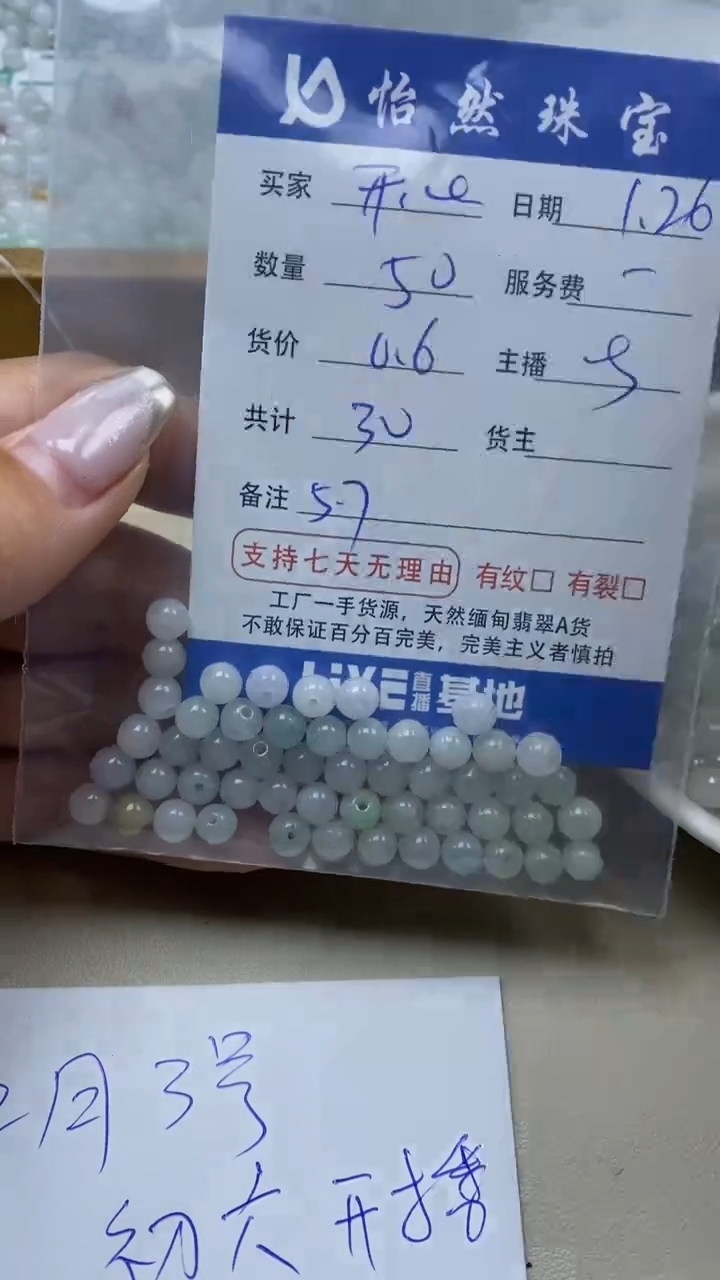 怡然珠宝
买家 开心 日期 1.26
数量 50 服务费 -
货价 0.6 主播
共计 30 货主
备注 5-7
支持七天无理由 有纹□ 有裂□
工厂一手货源，天然缅甸翡翠A货
不敢保证百分百完美，完美主义者慎拍
LIVE直播基地
2月3号
初六开播